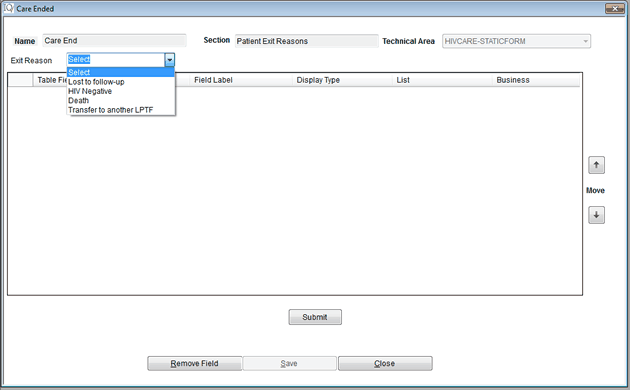 IQ Care Ended
Name Care End Section Patient Exit Reasons Technical Area HIVCARE-STATICFORM
Exit Reason Select
Select
Lost to follow-up
HIV Negative
Death
Transfer to another LPTF
Table Fie Field Label Display Type List Business
Move
Submit
Remove Field Save Close